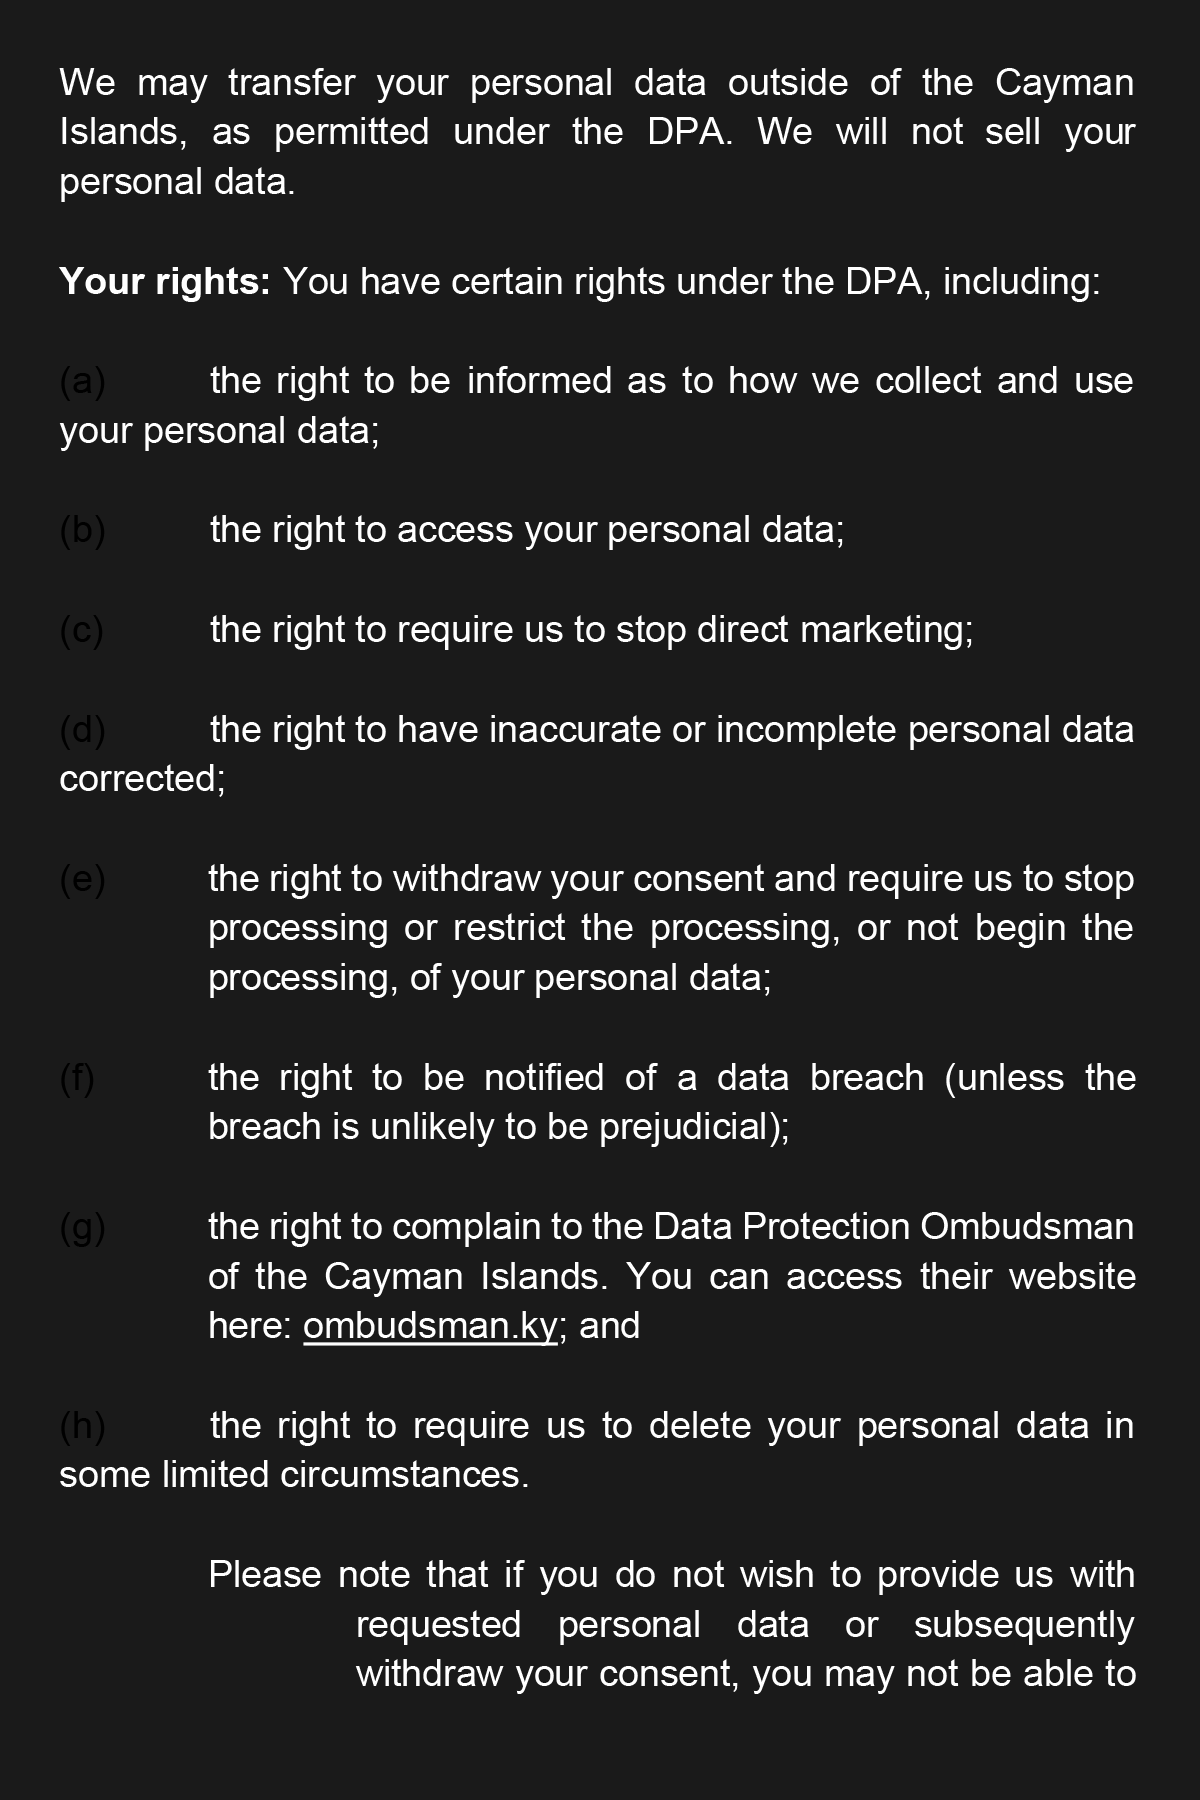 We may transfer your personal data outside of the Cayman
Islands, as permitted under the DPA. We will not sell your
personal data.
Your rights: You have certain rights under the DPA, including:
(a) the right to be informed as to how we collect and use
your personal data;
(b) the right to access your personal data;
(c) the right to require us to stop direct marketing;
(d) the right to have inaccurate or incomplete personal data
corrected;
(e) the right to withdraw your consent and require us to stop
processing or restrict the processing, or not begin the
processing, of your personal data;
(f) the right to be notified of a data breach (unless the
breach is unlikely to be prejudicial);
(g) the right to complain to the Data Protection Ombudsman
of the Cayman Islands. You can access their website
here: ombudsman.ky; and
(h) the right to require us to delete your personal data in
some limited circumstances.
Please note that if you do not wish to provide us with
requested personal data or subsequently
withdraw your consent, you may not be able to